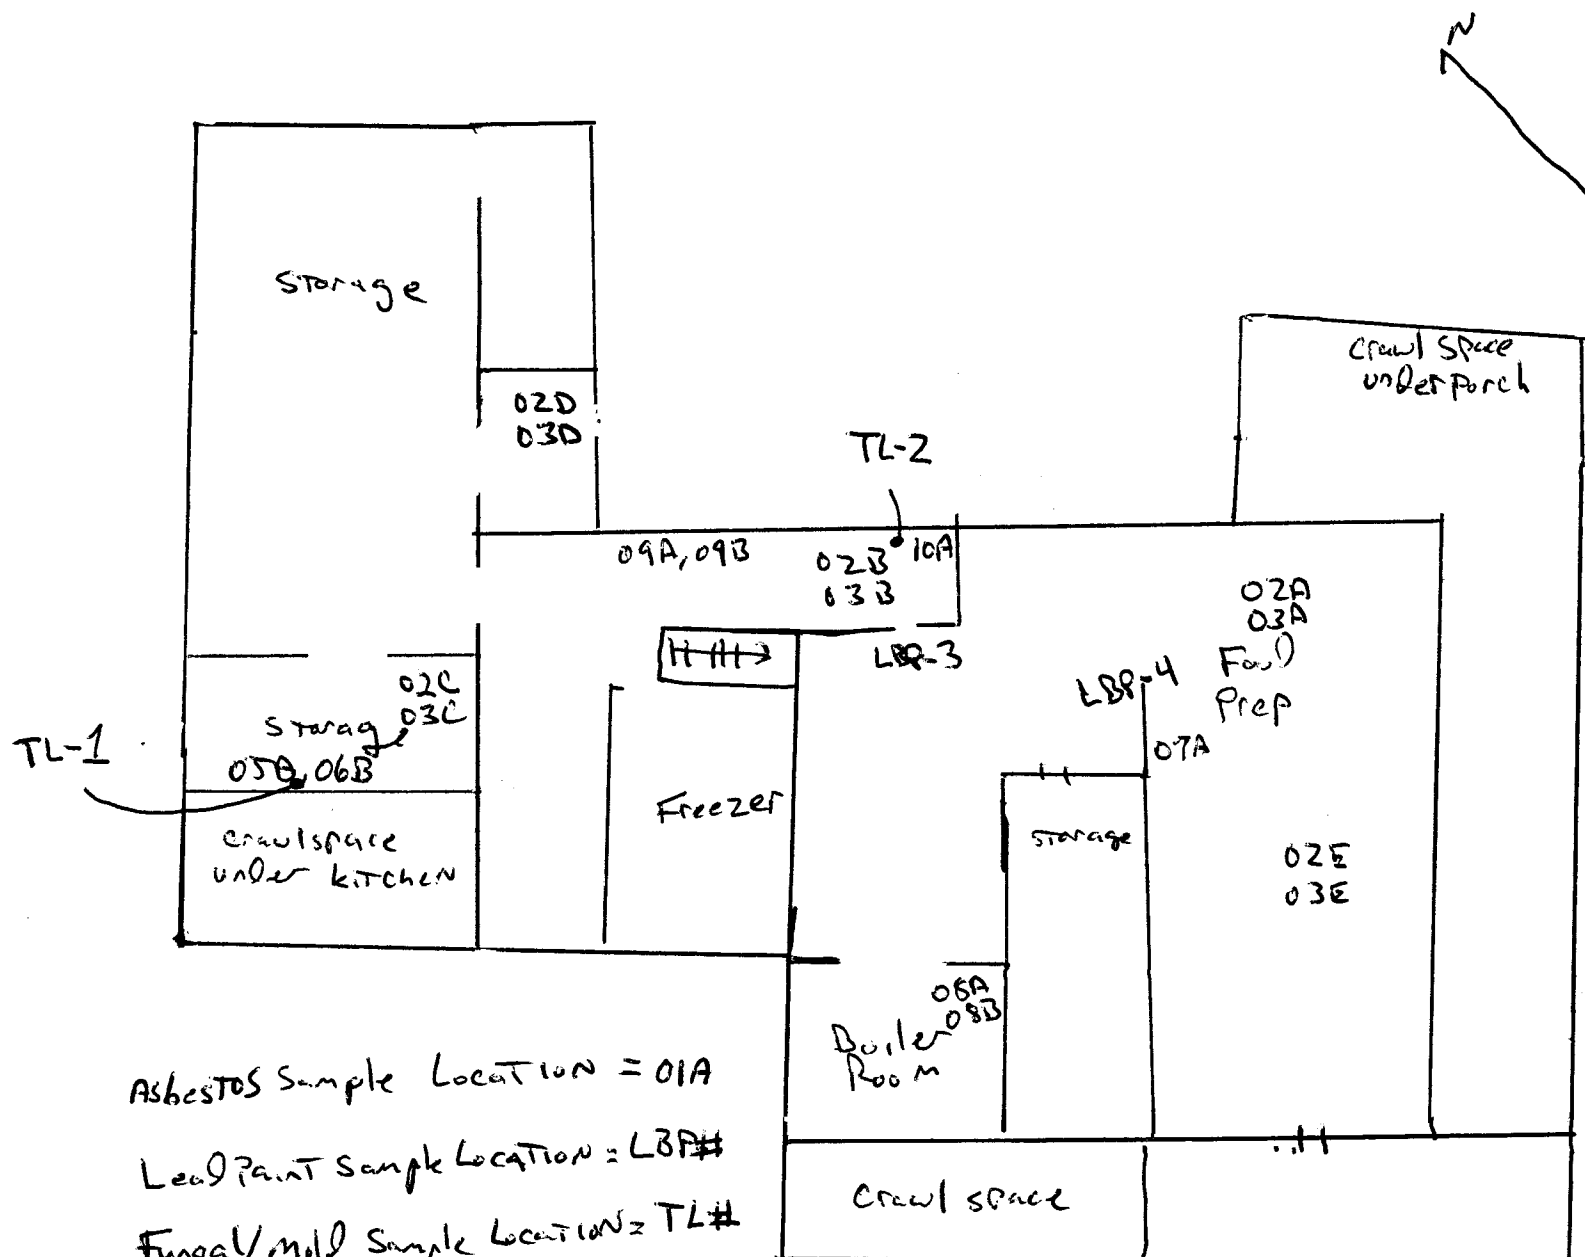 N
Storage
Crawl space
under porch
02D
03D
TL-2
09A, 09B
02B
03B
10A
02A
03A
Food
Prep
LBP-3
LBP-4
07A
02C
03C
Storag
05B, 06B
TL-1
Freezer
Storage
Crawlspace
under kitchen
02E
03E
08A
08B
Boiler
Room
Asbestos Sample Location = 01A
Lead Paint Sample Location = LBP#
Fungal/Mold Sample Location = TL#
Crawl space